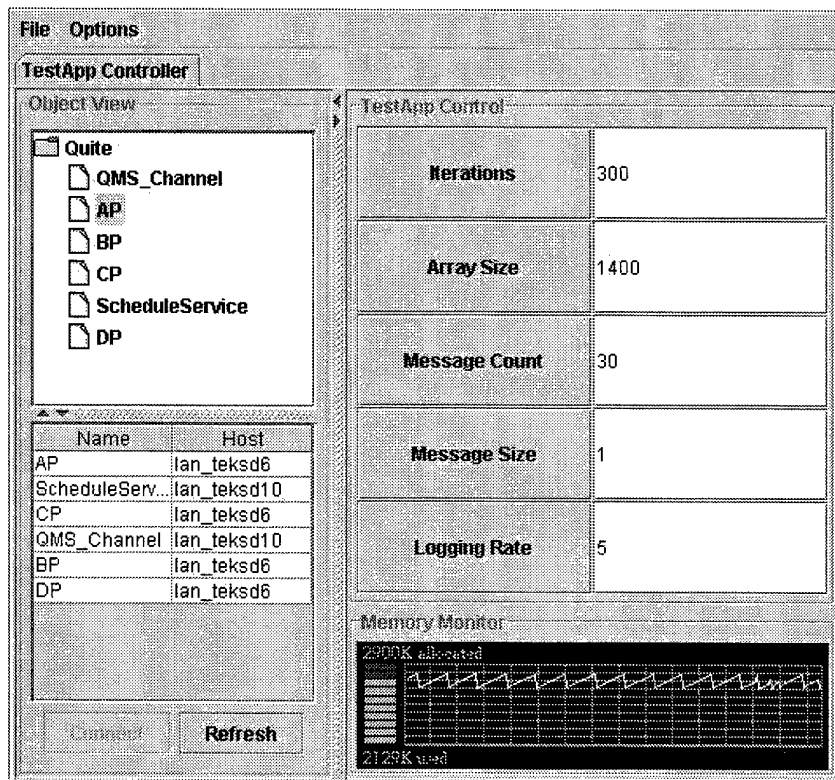 File Options
TestApp Controller
Object View
Quite
QMS_Channel
AP
BP
CP
ScheduleService
DP
Name Host
AP lan_teksd6
ScheduleServ... lan_teksd10
CP lan_teksd6
QMS_Channel lan_teksd10
BP lan_teksd6
DP lan_teksd6
Connect Refresh
TestApp Control
Iterations 300
Array Size 1400
Message Count 30
Message Size 1
Logging Rate 5
Memory Monitor
2900K allocated
2129K used